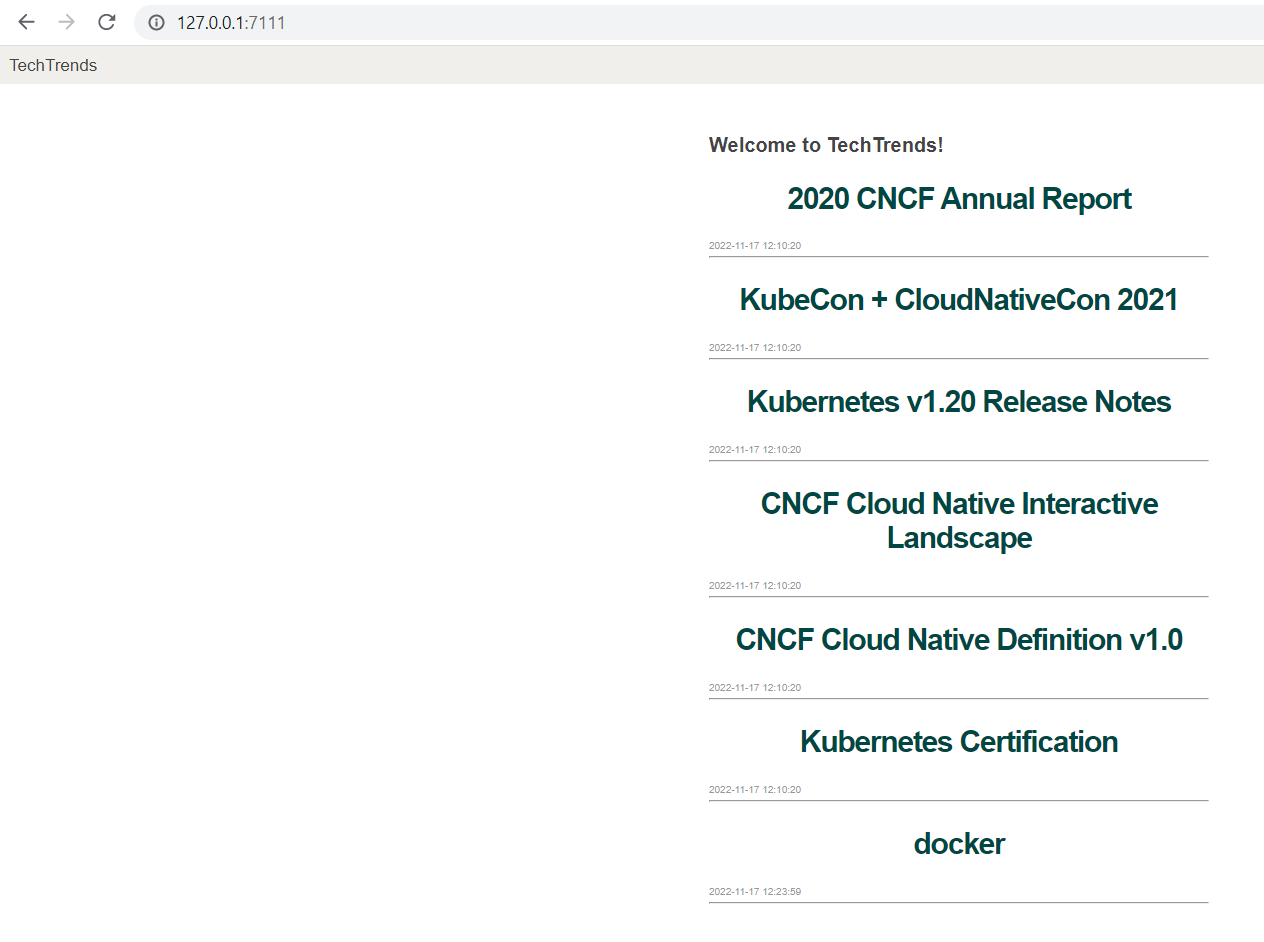 127.0.0.1:7111
TechTrends
Welcome to TechTrends!
2020 CNCF Annual Report
2022-11-17 12:10:20
KubeCon + CloudNativeCon 2021
2022-11-17 12:10:20
Kubernetes v1.20 Release Notes
2022-11-17 12:10:20
CNCF Cloud Native Interactive
Landscape
2022-11-17 12:10:20
CNCF Cloud Native Definition v1.0
2022-11-17 12:10:20
Kubernetes Certification
2022-11-17 12:10:20
docker
2022-11-17 12:23:59